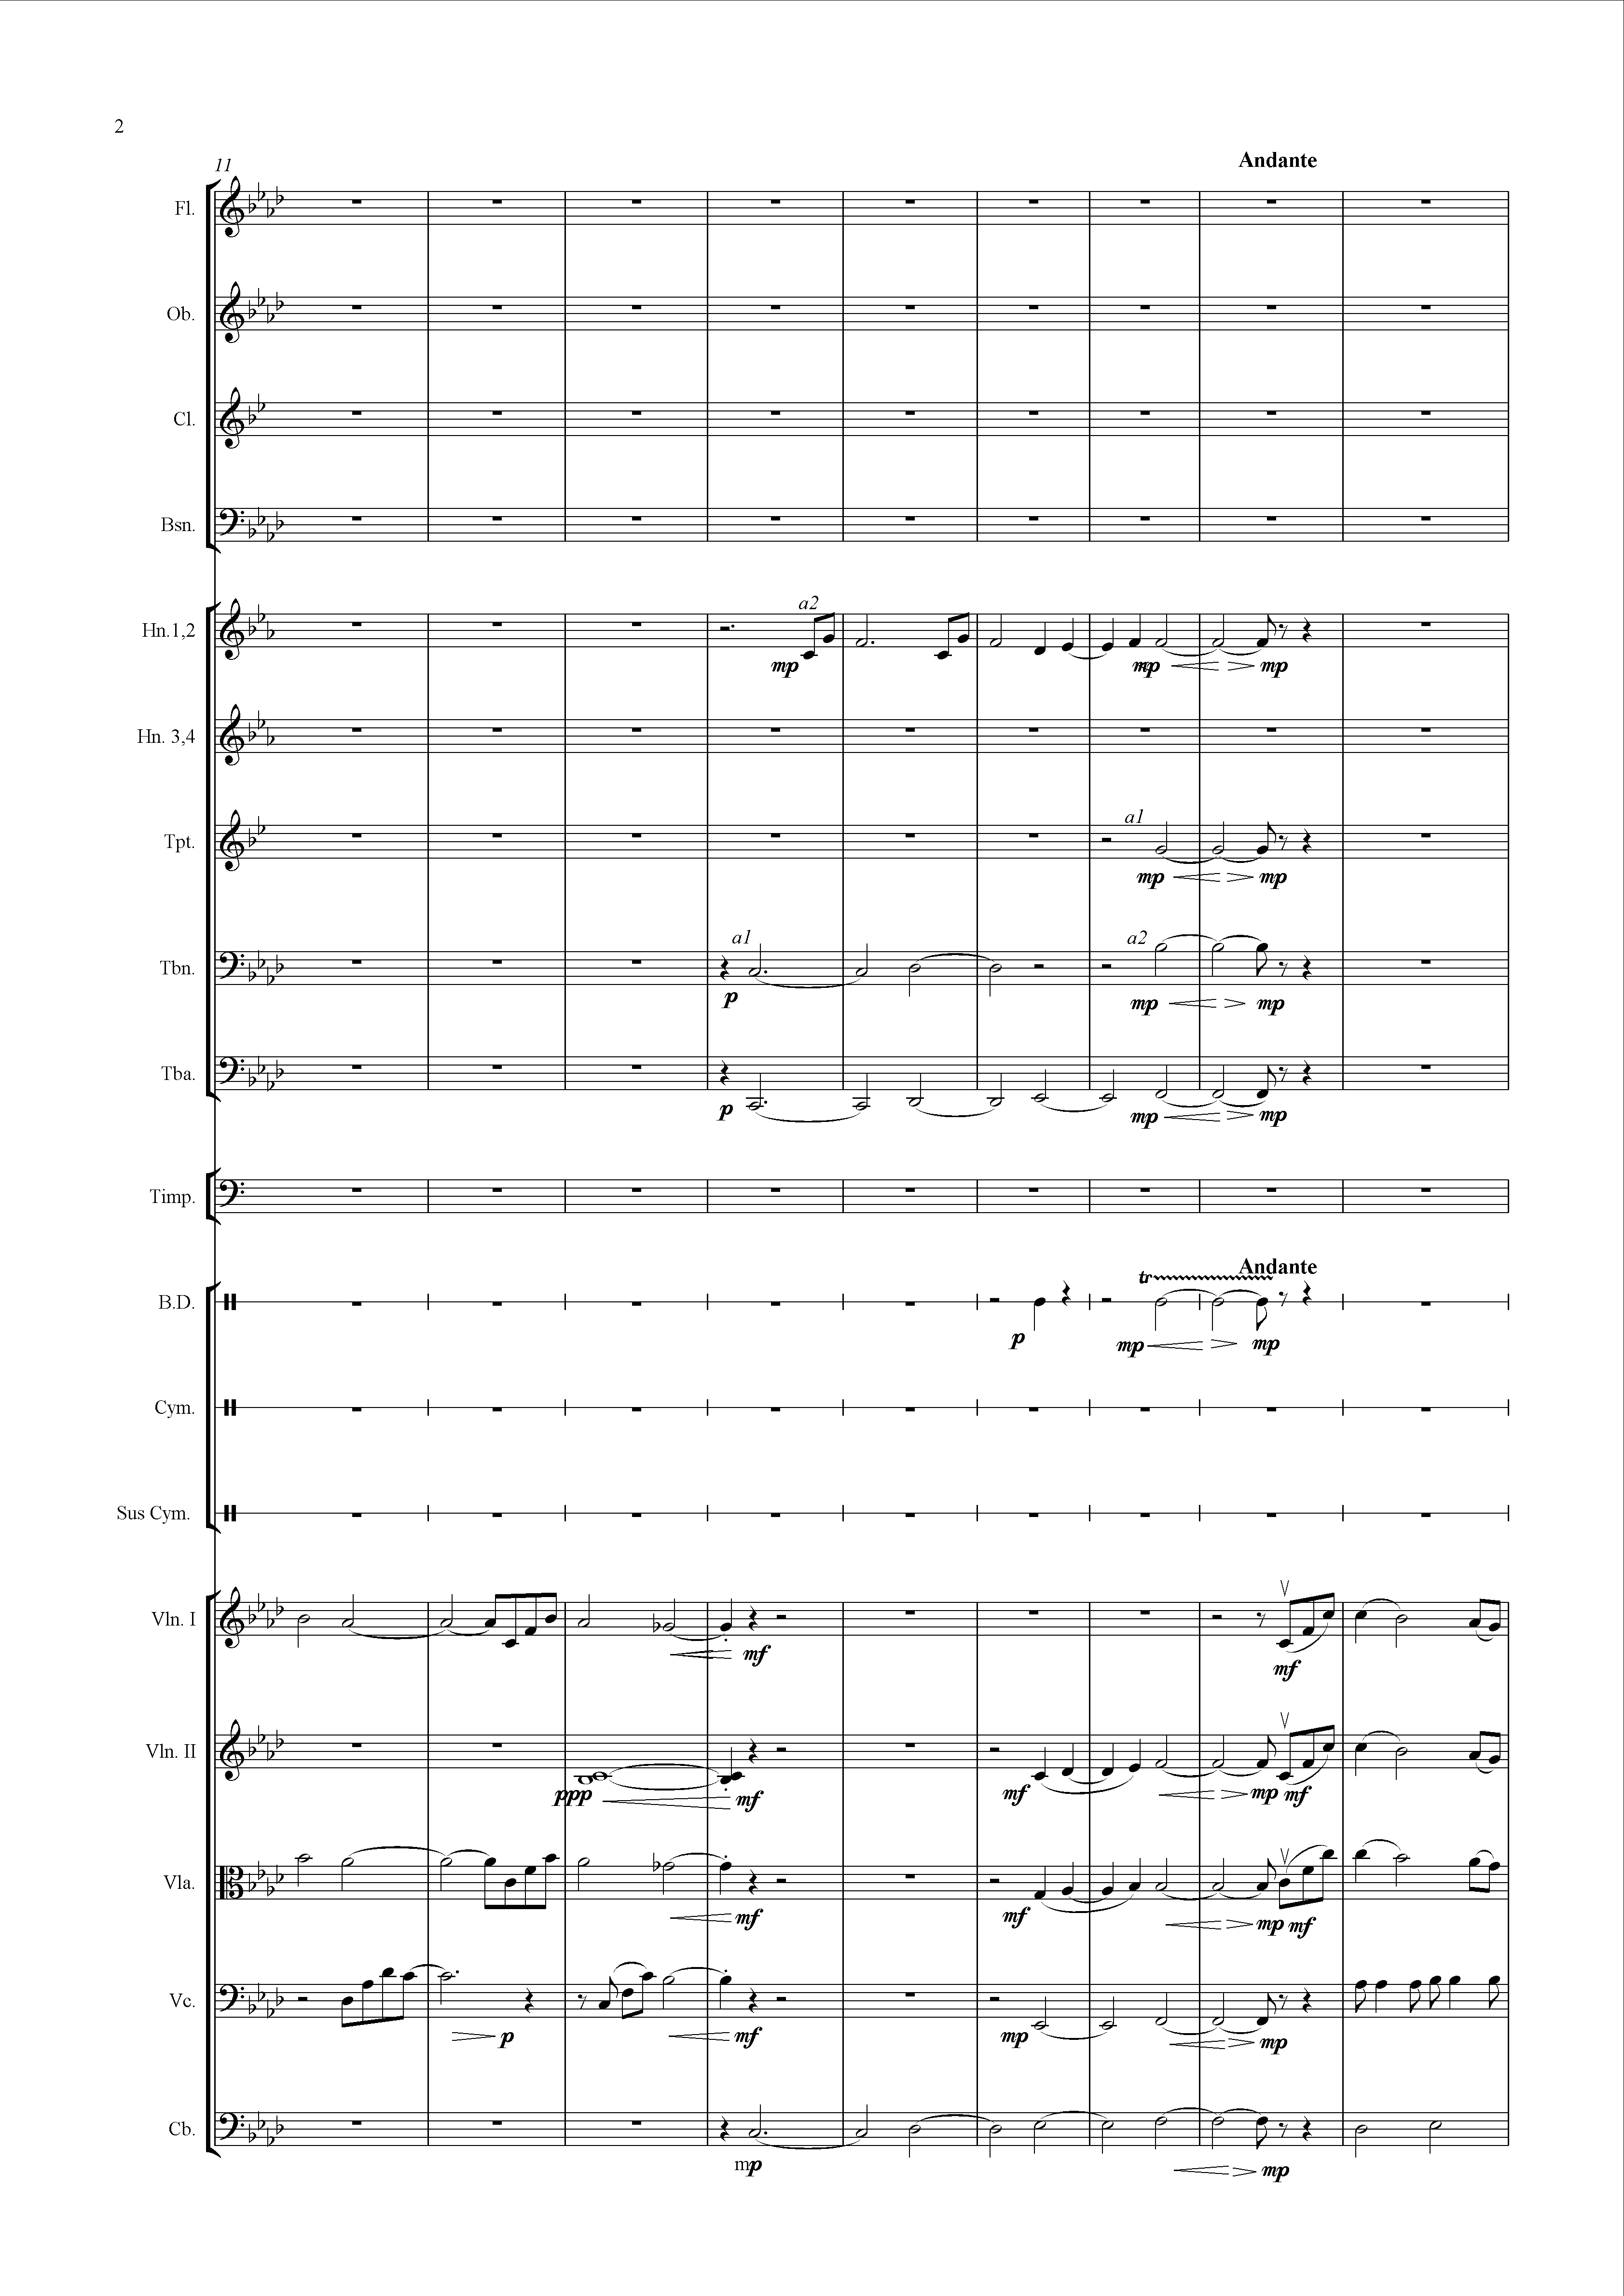 2
11
Andante
Fl.
Ob.
Cl.
Bsn.
a2
Hn.1,2
mp mp mp
Hn. 3,4
a1
Tpt.
mp mp
a1 a2
Tbn.
p mp mp
Tba.
p mp mp
Timp.
Andante
tr
B.D.
p mp mp
Cym.
Sus Cym.
Vln. I
mf mf
Vln. II
ppp mf mf mp mf
Vla.
mf mf mp mf
Vc.
p mf mp mp
Cb.
mp mp